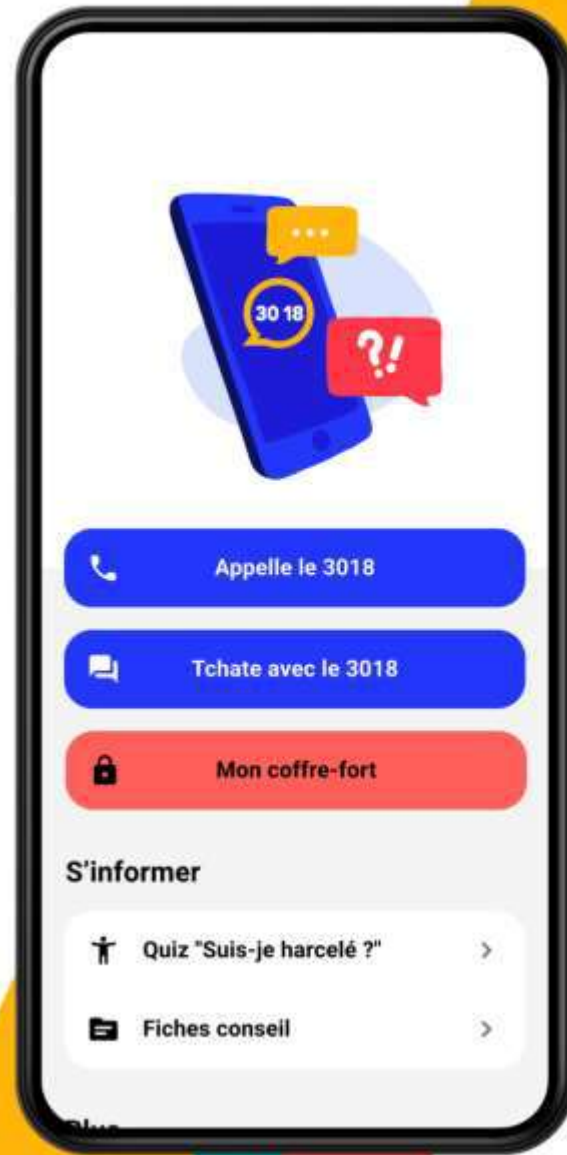 ...
30 18
?!
Appelle le 3018
Tchate avec le 3018
Mon coffre-fort
S'informer
Quiz "Suis-je harcelé ?"
Fiches conseil